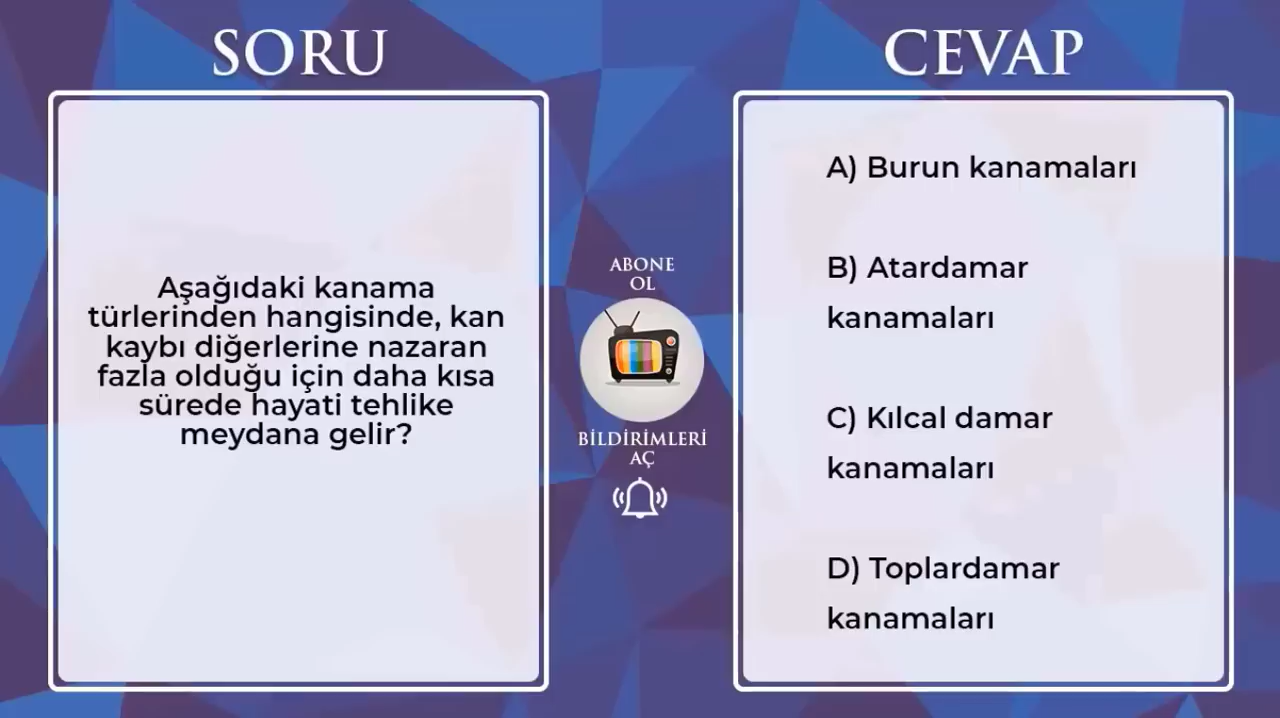 SORU
Aşağıdaki kanama
türlerinden hangisinde, kan
kaybı diğerlerine nazaran
fazla olduğu için daha kısa
sürede hayati tehlike
meydana gelir?
ABONE
OL
BİLDİRİMLERİ
AÇ
CEVAP
A) Burun kanamaları
B) Atardamar
kanamaları
C) Kılcal damar
kanamaları
D) Toplardamar
kanamaları